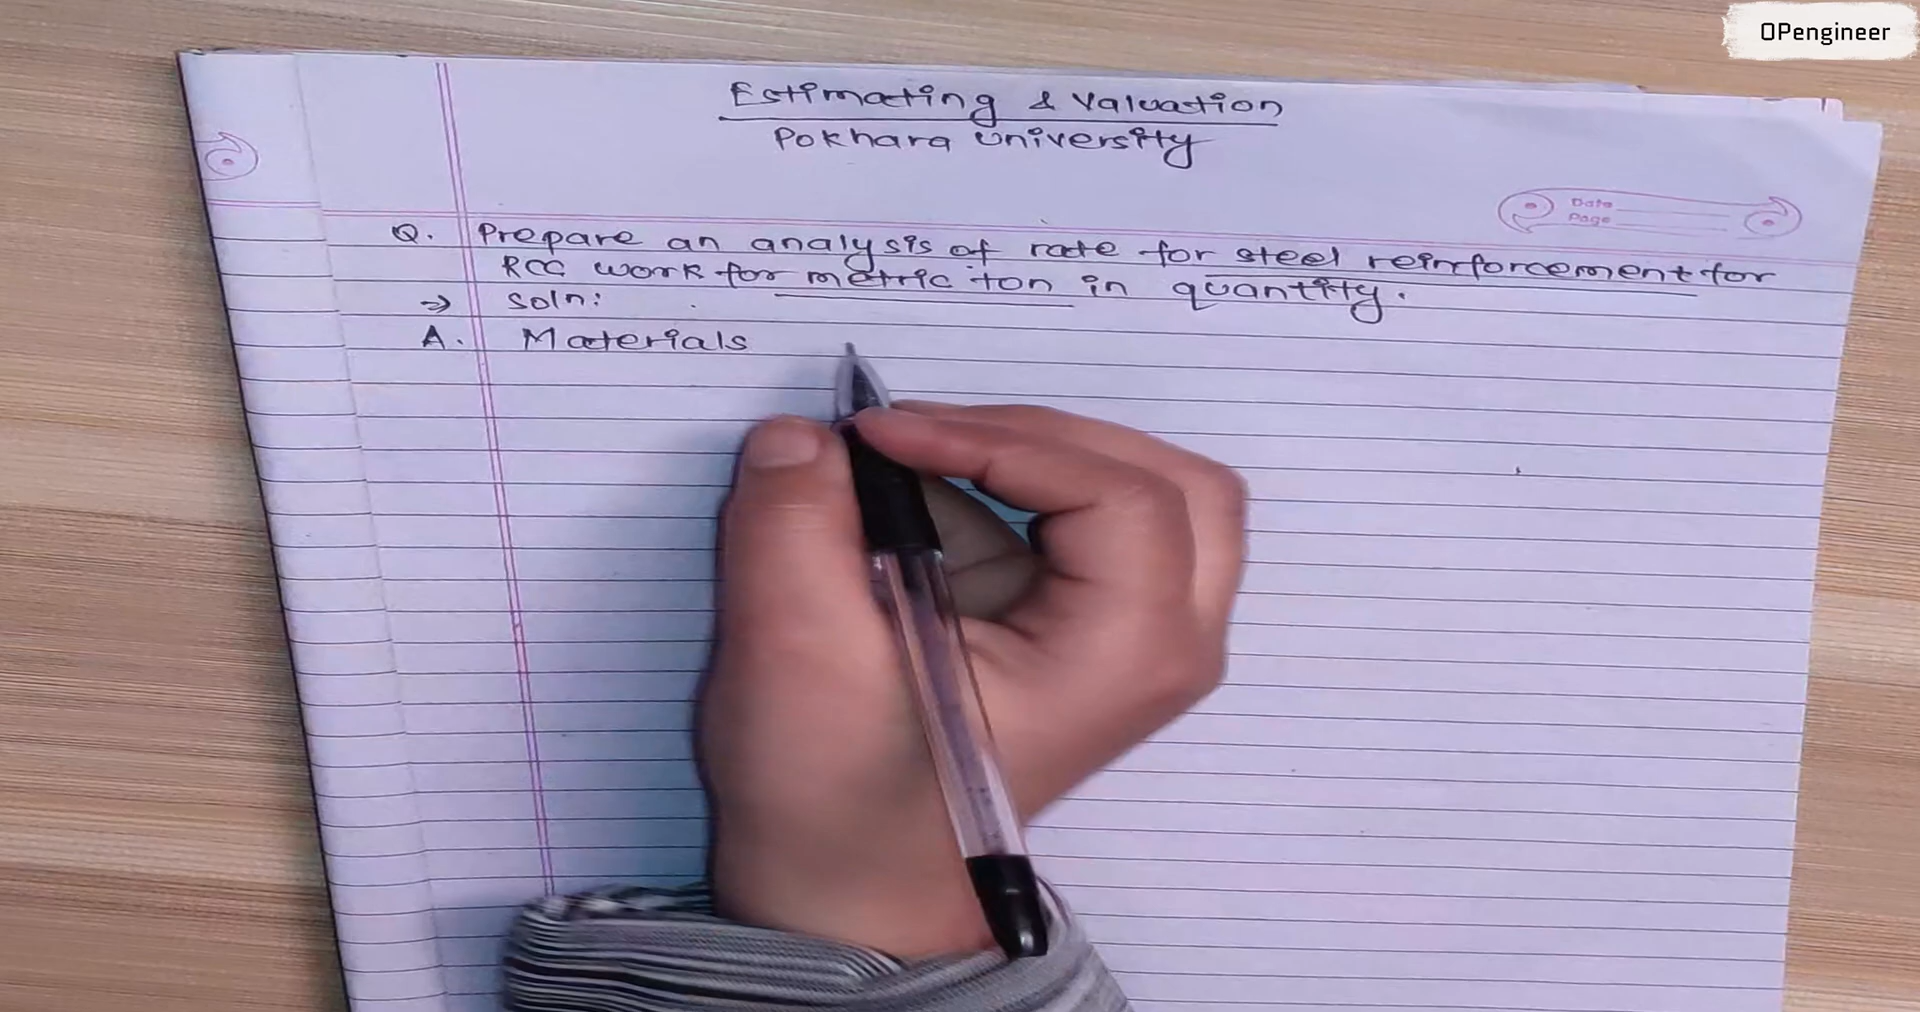 OPengineer
Estimating & Valuation
Pokhara University
Date
Page
Q. Prepare an analysis of rate for steel reinforcement for
RCC work for metric ton in quantity.
⇒ soln:
A. Materials